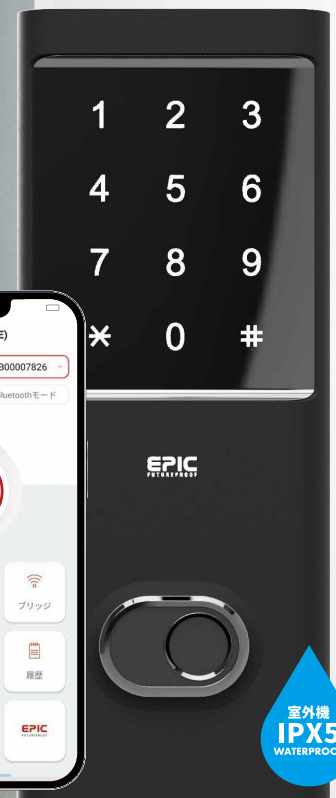 1 2 3
4 5 6
7 8 9
* 0 #
E)
B00007826
luetoothモード
ブリッジ
履歴
EPIC
FUTUREPROOF
EPIC
FUTUREPROOF
室外機
IPX5
WATERPROO